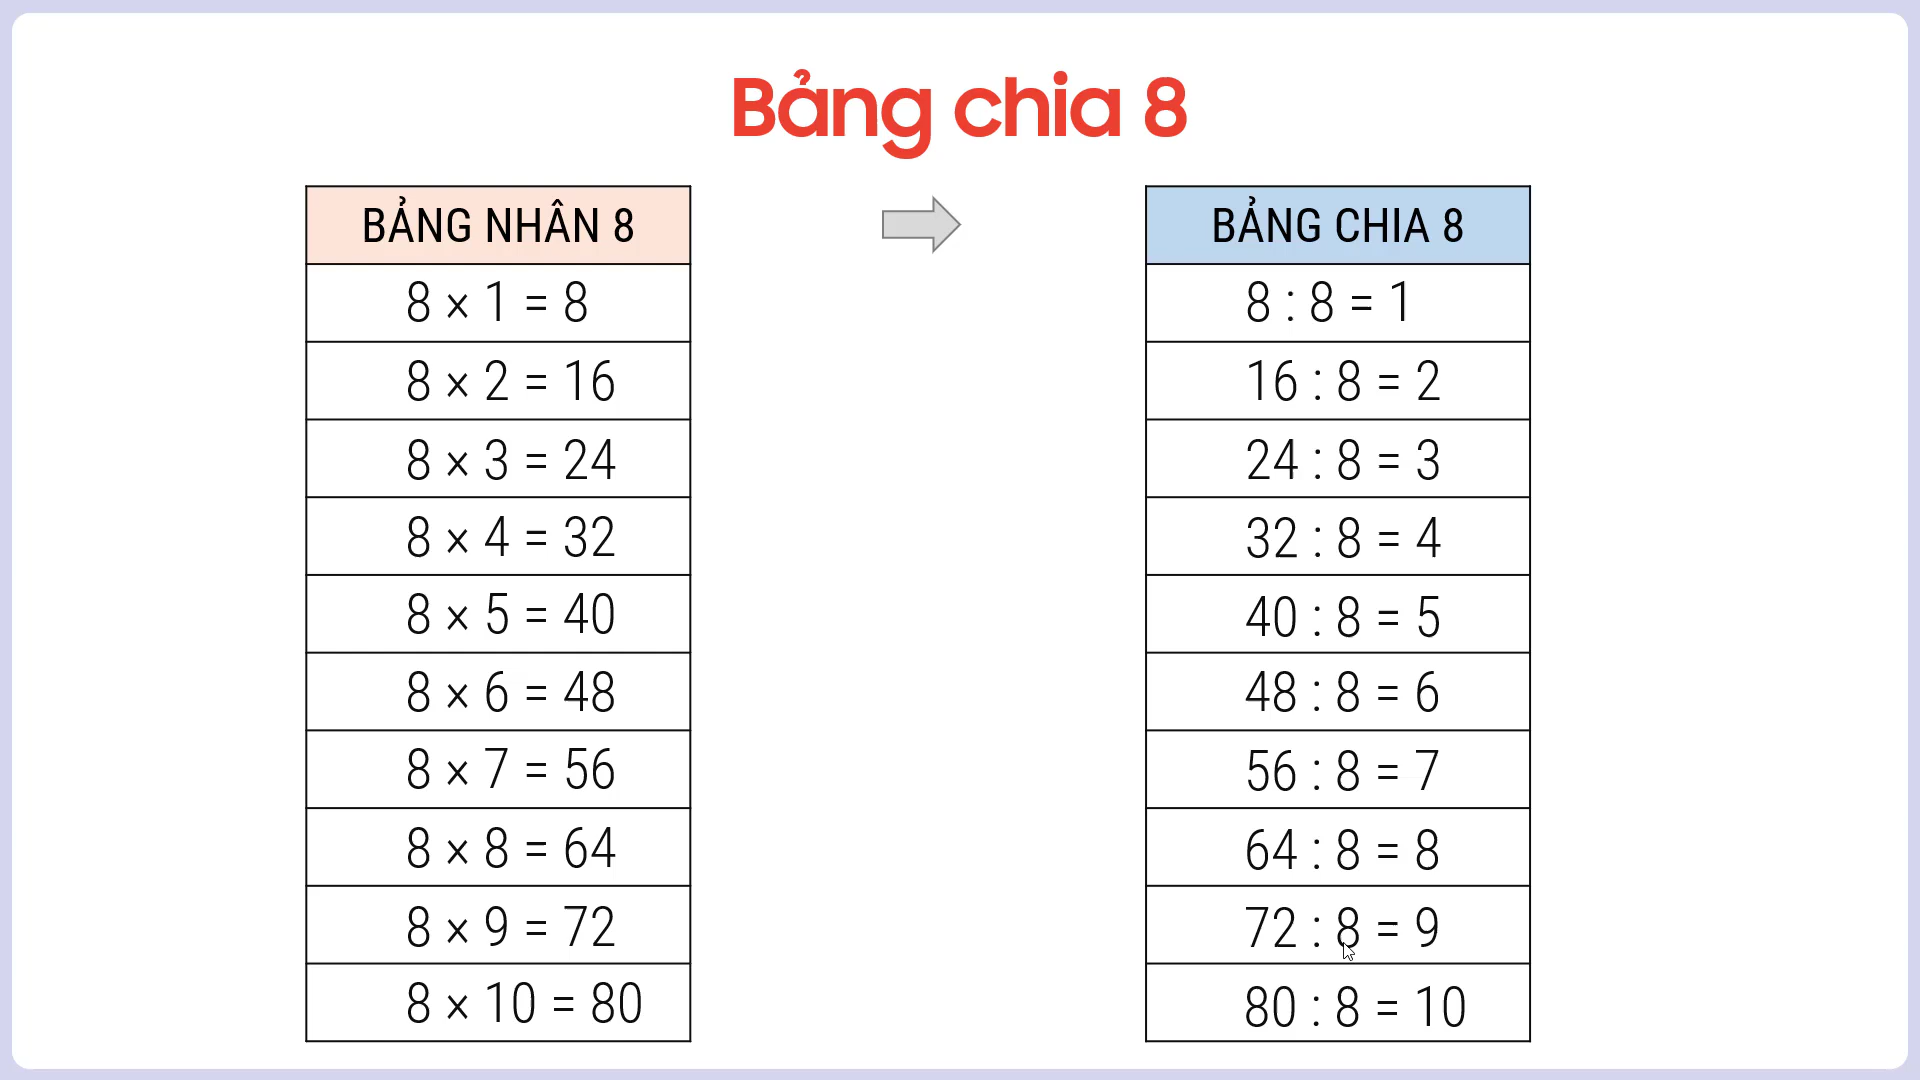 Bảng chia 8
BẢNG NHÂN 8
8 × 1 = 8
8 × 2 = 16
8 × 3 = 24
8 × 4 = 32
8 × 5 = 40
8 × 6 = 48
8 × 7 = 56
8 × 8 = 64
8 × 9 = 72
8 × 10 = 80
BẢNG CHIA 8
8 : 8 = 1
16 : 8 = 2
24 : 8 = 3
32 : 8 = 4
40 : 8 = 5
48 : 8 = 6
56 : 8 = 7
64 : 8 = 8
72 : 8 = 9
80 : 8 = 10